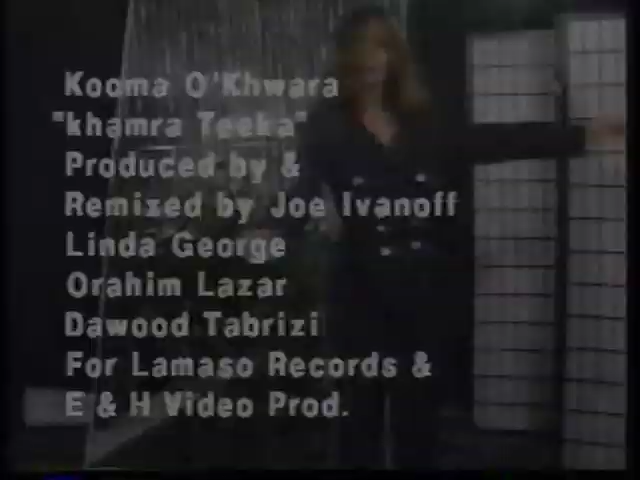 Kooma O'Khwara
"khamra Teeka"
Produced by &
Remixed by Joe Ivanoff
Linda George
Orahim Lazar
Dawood Tabrizi
For Lamaso Records &
E & H Video Prod.